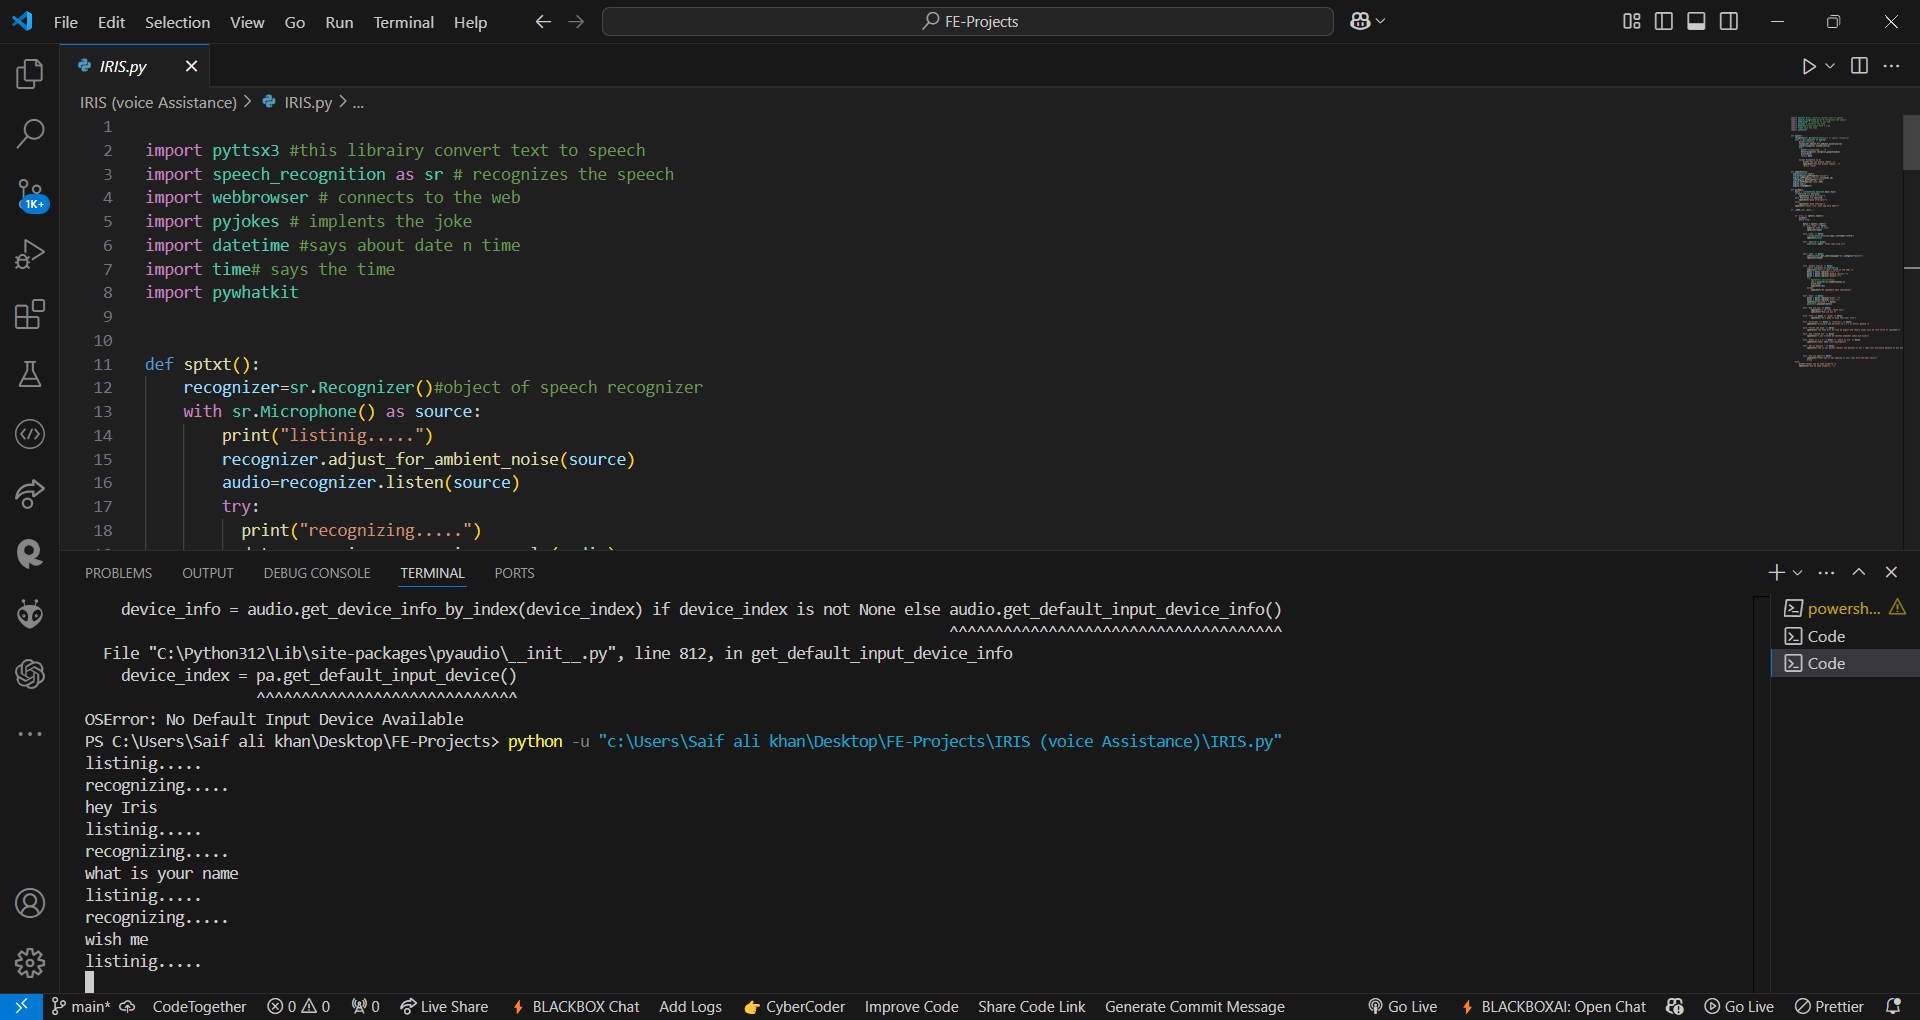 File Edit Selection View Go Run Terminal Help
FE-Projects
IRIS.py
IRIS (voice Assistance) > IRIS.py > ...
1
2 import pyttsx3 #this librairy convert text to speech
3 import speech_recognition as sr # recognizes the speech
4 import webbrowser # connects to the web
5 import pyjokes # implents the joke
6 import datetime #says about date n time
7 import time# says the time
8 import pywhatkit
9
10
11 def sptxt():
12 recognizer=sr.Recognizer()#object of speech recognizer
13 with sr.Microphone() as source:
14 print("listinig.....")
15 recognizer.adjust_for_ambient_noise(source)
16 audio=recognizer.listen(source)
17 try:
18 print("recognizing.....")
1K+
PROBLEMS OUTPUT DEBUG CONSOLE TERMINAL PORTS
device_info = audio.get_device_info_by_index(device_index) if device_index is not None else audio.get_default_input_device_info()
^^^^^^^^^^^^^^^^^^^^^^^^^^^^^^^^^^^^^
File "C:\Python312\Lib\site-packages\pyaudio\__init__.py", line 812, in get_default_input_device_info
device_index = pa.get_default_input_device()
^^^^^^^^^^^^^^^^^^^^^^^^^^^^^
OSError: No Default Input Device Available
PS C:\Users\Saif ali khan\Desktop\FE-Projects> python -u "c:\Users\Saif ali khan\Desktop\FE-Projects\IRIS (voice Assistance)\IRIS.py"
listinig.....
recognizing.....
hey Iris
listinig.....
recognizing.....
what is your name
listinig.....
recognizing.....
wish me
listinig.....
powersh...
Code
Code
main* CodeTogether 0 0 0 Live Share BLACKBOX Chat Add Logs CyberCoder Improve Code Share Code Link Generate Commit Message Go Live BLACKBOXAI: Open Chat Go Live Prettier